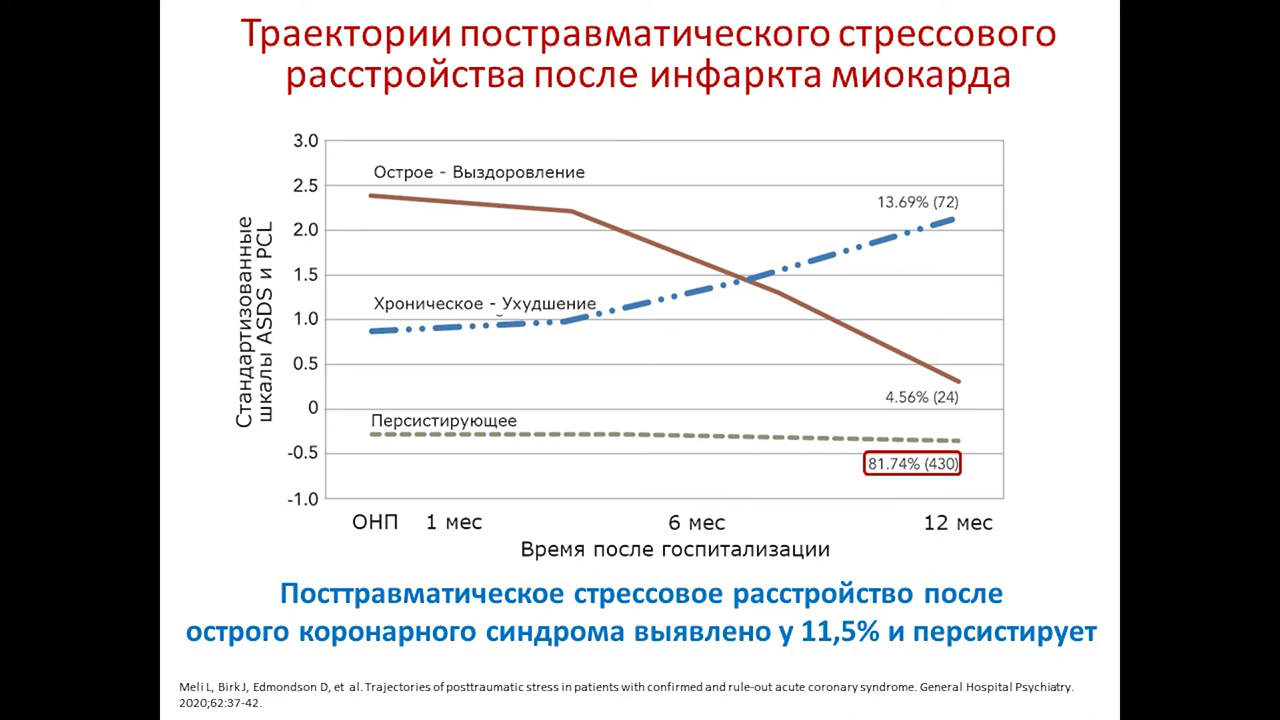 Траектории постравматического стрессового
расстройства после инфаркта миокарда
3.0
2.5
2.0
1.5
1.0
0.5
0
-0.5
-1.0
Стандартизованные
шкалы ASDS и PCL
Острое - Выздоровление
13.69% (72)
Хроническое - Ухудшение
4.56% (24)
Персистирующее
81.74% (430)
ОНП 1 мес 6 мес 12 мес
Время после госпитализации
Посттравматическое стрессовое расстройство после
острого коронарного синдрома выявлено у 11,5% и персистирует
Meli L, Birk J, Edmondson D, et al. Trajectories of posttraumatic stress in patients with confirmed and rule-out acute coronary syndrome. General Hospital Psychiatry.
2020;62:37-42.